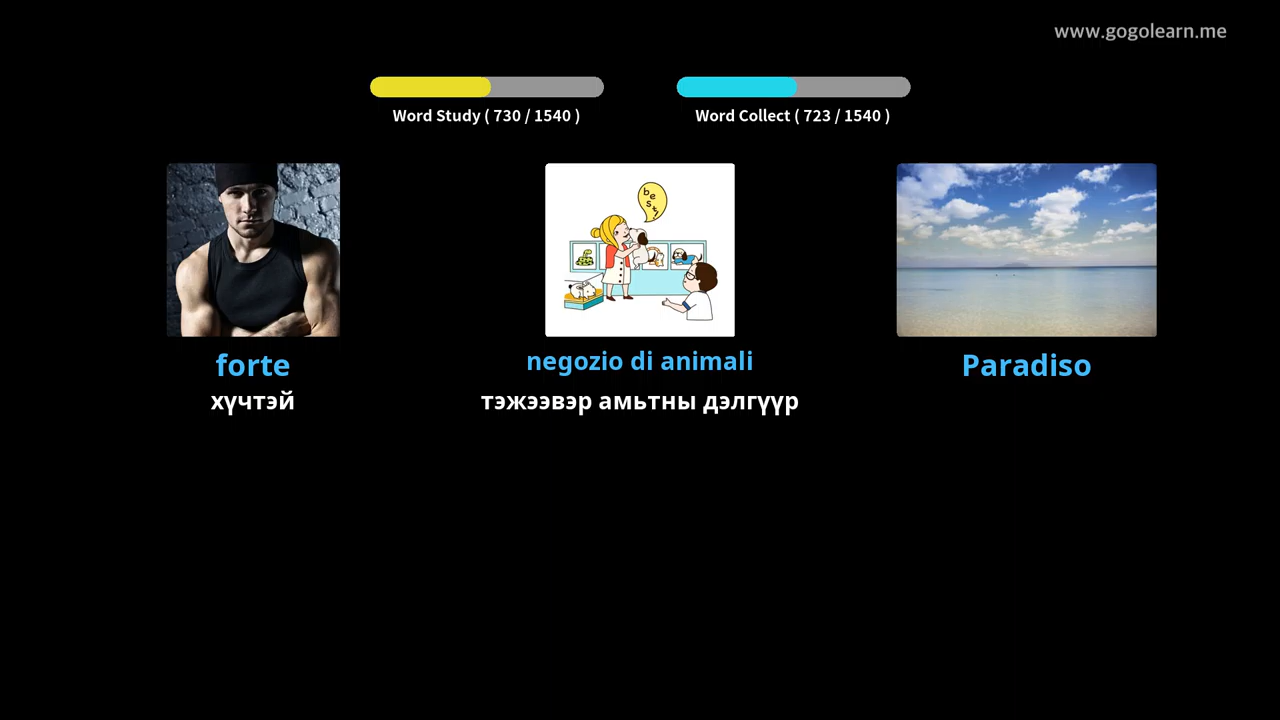 www.gogolearn.me
Word Study ( 730 / 1540 )
Word Collect ( 723 / 1540 )
best
forte
хүчтэй
negozio di animali
тэжээвэр амьтны дэлгүүр
Paradiso